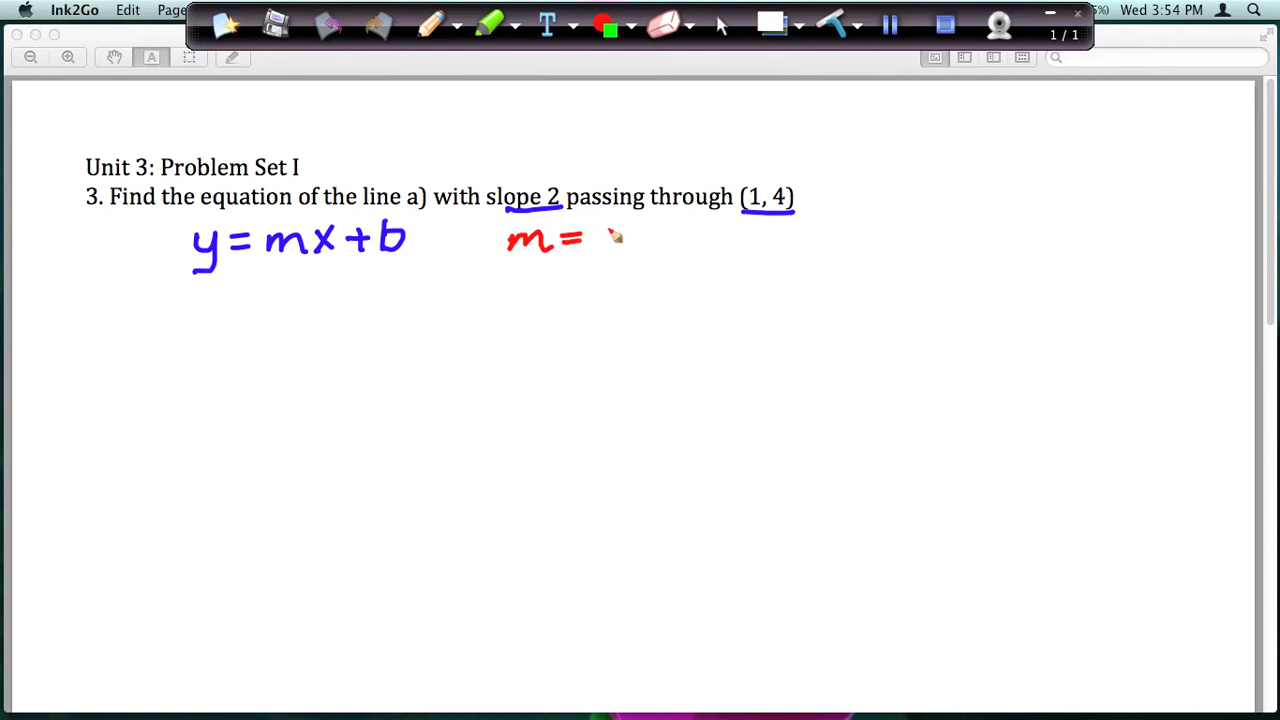 Ink2Go Edit Page %) Wed 3:54 PM
T
1 / 1
A
Unit 3: Problem Set I
3. Find the equation of the line a) with slope 2 passing through (1, 4)
y = mx + b m =